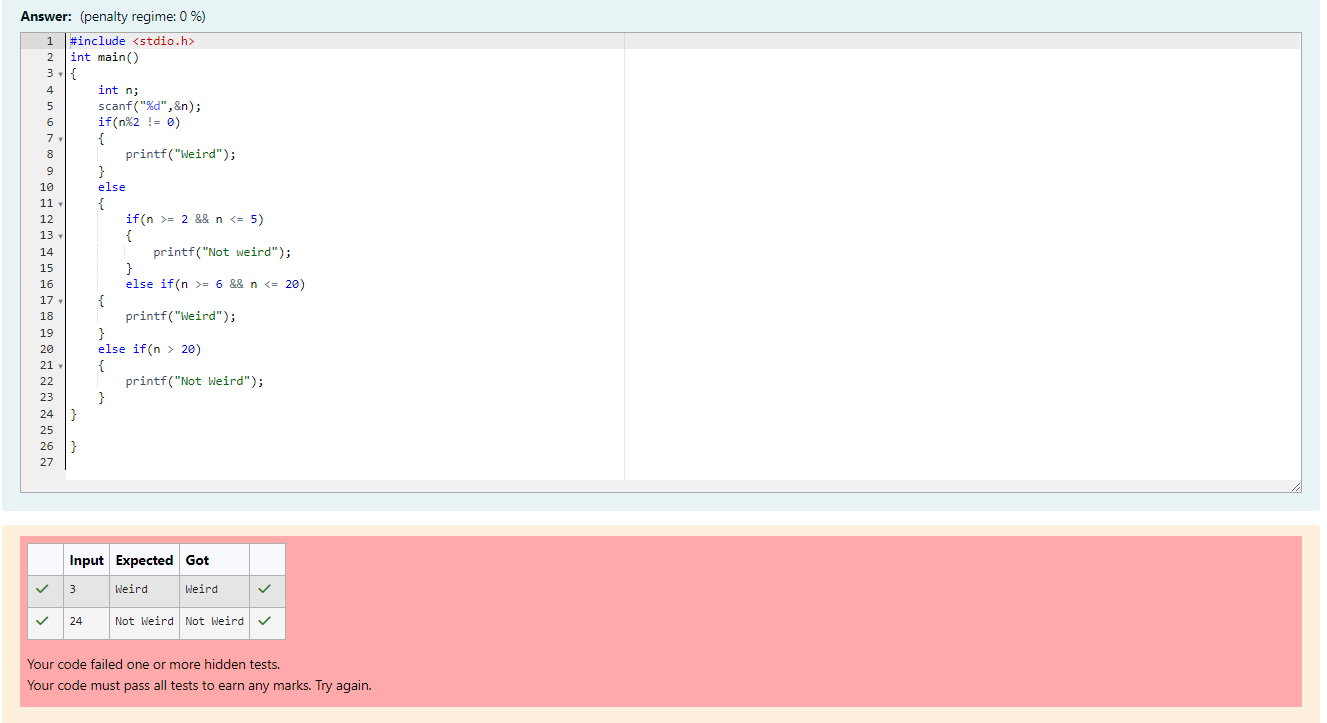 Answer: (penalty regime: 0 %)
1 #include <stdio.h>
2 int main()
3 {
4     int n;
5     scanf("%d",&n);
6     if(n%2 != 0)
7     {
8         printf("Weird");
9     }
10     else
11     {
12         if(n >= 2 && n <= 5)
13         {
14             printf("Not weird");
15         }
16         else if(n >= 6 && n <= 20)
17     {
18         printf("Weird");
19     }
20     else if(n > 20)
21     {
22         printf("Not Weird");
23     }
24 }
25
26 }
27
Input Expected Got
3 Weird Weird
24 Not Weird Not Weird
Your code failed one or more hidden tests.
Your code must pass all tests to earn any marks. Try again.